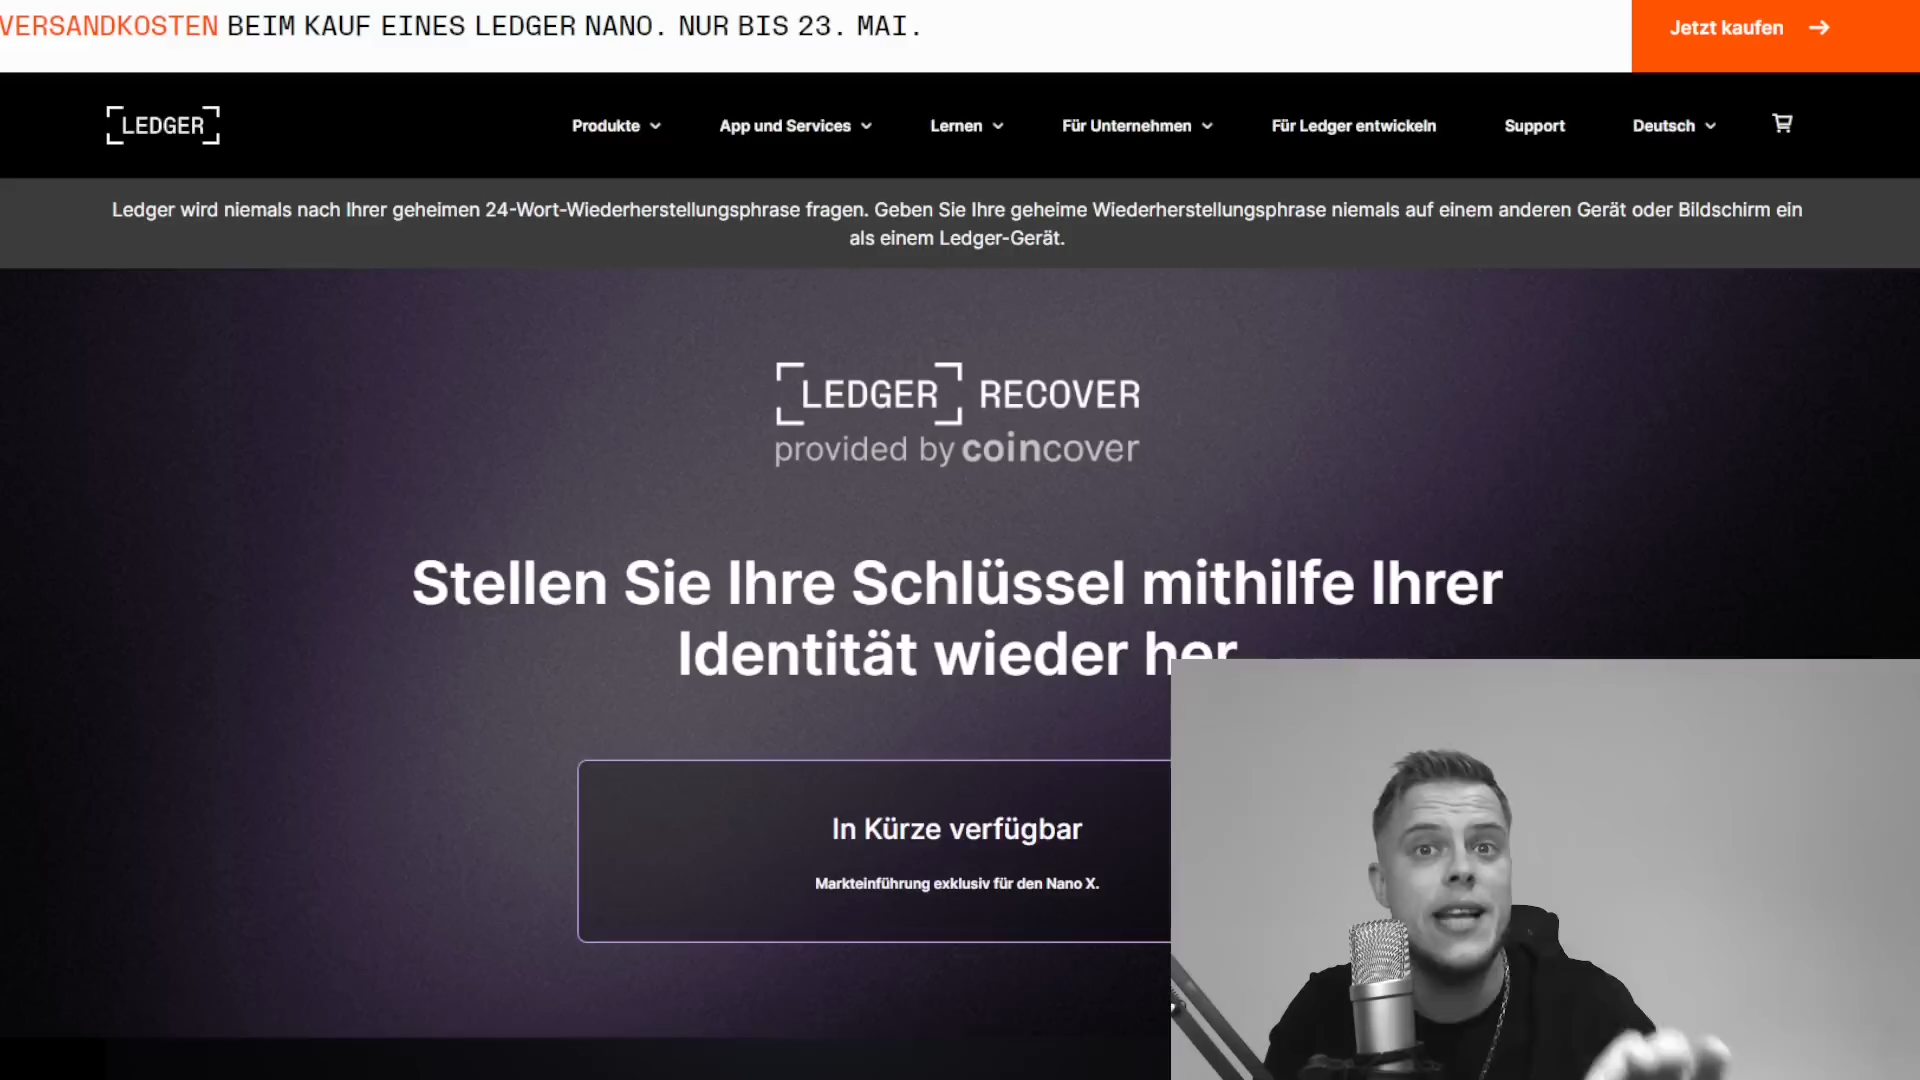 VERSANDKOSTEN BEIM KAUF EINES LEDGER NANO. NUR BIS 23. MAI.
Jetzt kaufen
LEDGER
Produkte
App und Services
Lernen
Für Unternehmen
Für Ledger entwickeln
Support
Deutsch
Ledger wird niemals nach Ihrer geheimen 24-Wort-Wiederherstellungsphrase fragen. Geben Sie Ihre geheime Wiederherstellungsphrase niemals auf einem anderen Gerät oder Bildschirm ein
als einem Ledger-Gerät.
LEDGER RECOVER
provided by coincover
Stellen Sie Ihre Schlüssel mithilfe Ihrer
Identität wieder her
In Kürze verfügbar
Markteinführung exklusiv für den Nano X.